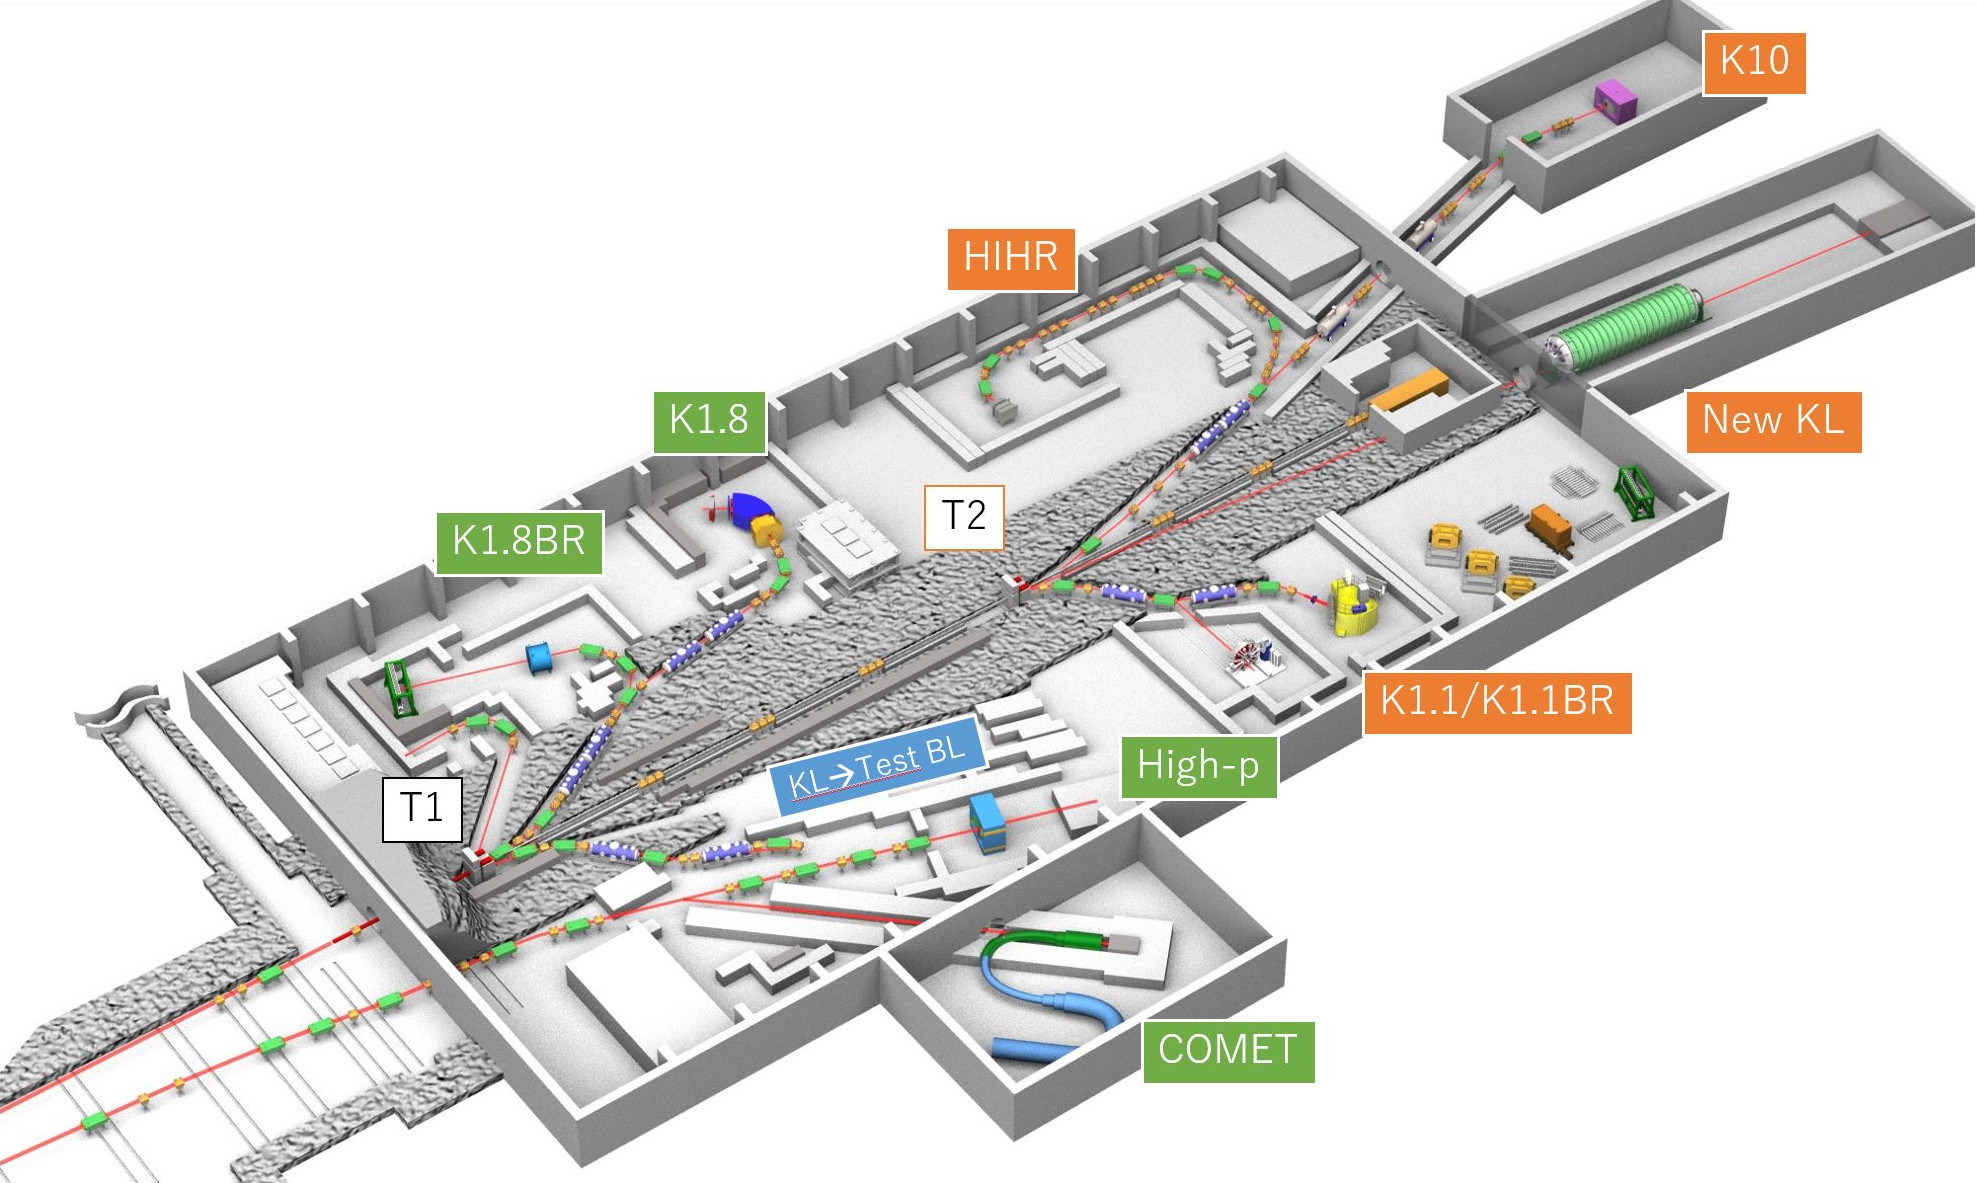 K10
HIHR
New KL
K1.8
T2
K1.8BR
K1.1/K1.1BR
KL→Test BL
High-p
T1
COMET